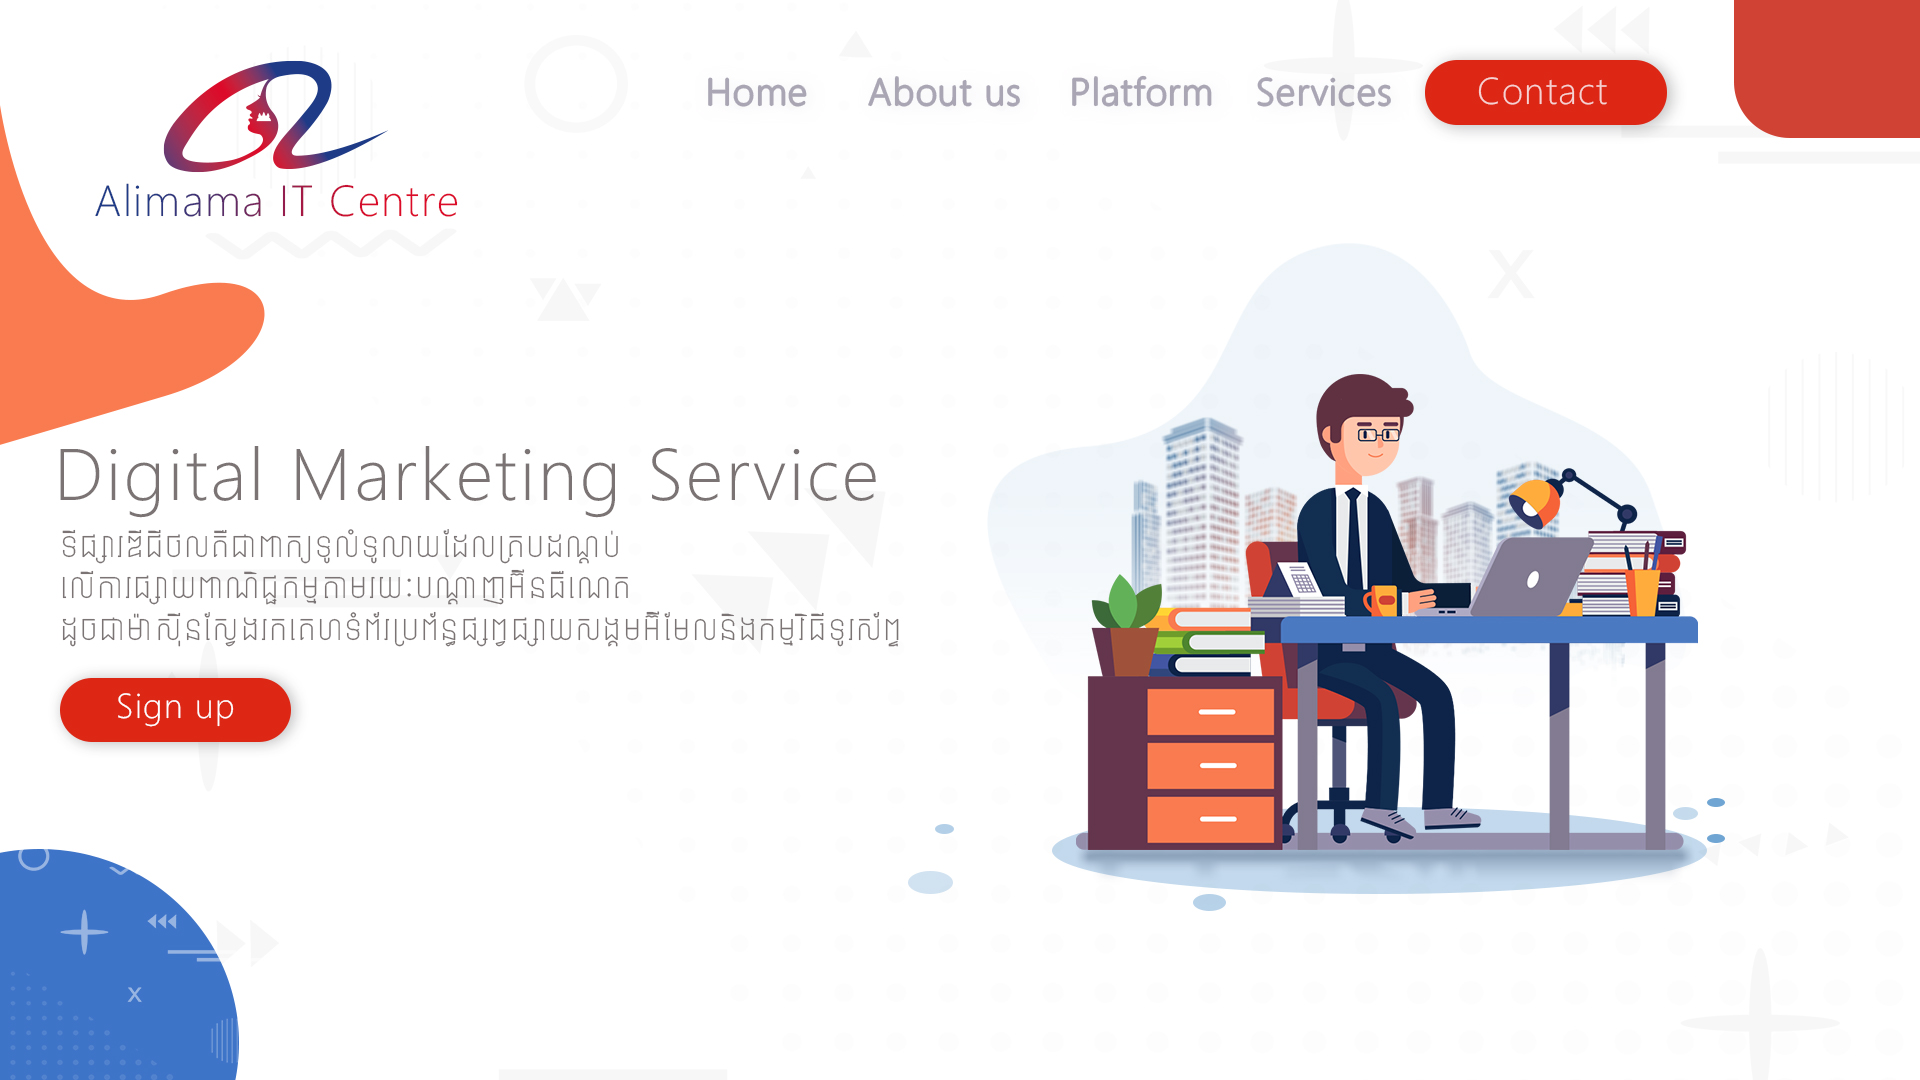 Home
About us
Platform
Services
Contact
Alimama IT Centre
Digital Marketing Service
ទីផ្សារឌីជីថលគឺជាពាក្យទូលំទូលាយដែលគ្របដណ្តប់
លើការផ្សាយពាណិជ្ជកម្មតាមរយៈបណ្តាញអ៊ីនធឺណេត
ដូចជាម៉ាស៊ីនស្វែងរកគេហទំព័រប្រព័ន្ធផ្សព្វផ្សាយសង្គមអ៊ីមែលនិងកម្មវិធីទូរស័ព្ទ
Sign up